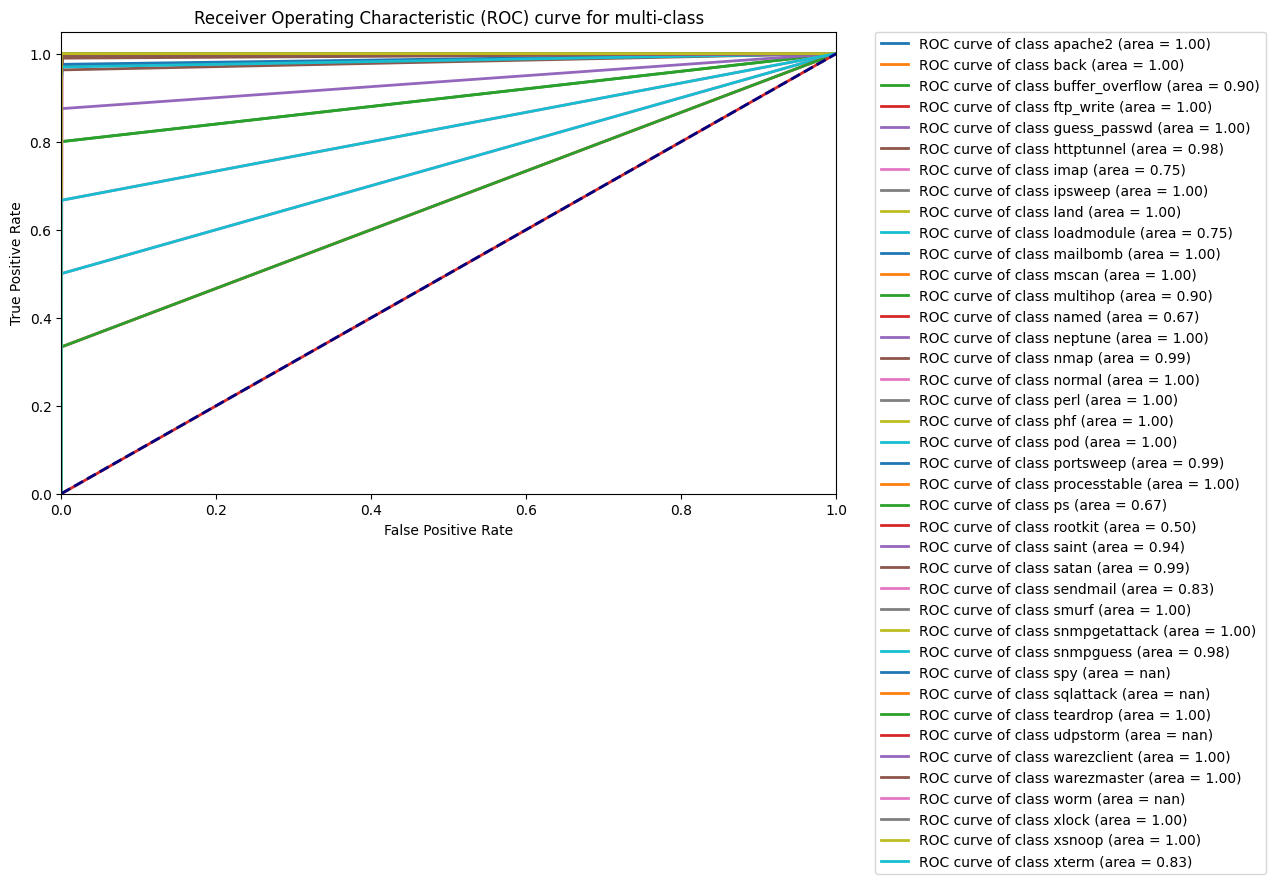 Receiver Operating Characteristic (ROC) curve for multi-class
1.0
0.8
0.6
0.4
0.2
0.0
True Positive Rate
0.0 0.2 0.4 0.6 0.8 1.0
False Positive Rate
ROC curve of class apache2 (area = 1.00)
ROC curve of class back (area = 1.00)
ROC curve of class buffer_overflow (area = 0.90)
ROC curve of class ftp_write (area = 1.00)
ROC curve of class guess_passwd (area = 1.00)
ROC curve of class httptunnel (area = 0.98)
ROC curve of class imap (area = 0.75)
ROC curve of class ipsweep (area = 1.00)
ROC curve of class land (area = 1.00)
ROC curve of class loadmodule (area = 0.75)
ROC curve of class mailbomb (area = 1.00)
ROC curve of class mscan (area = 1.00)
ROC curve of class multihop (area = 0.90)
ROC curve of class named (area = 0.67)
ROC curve of class neptune (area = 1.00)
ROC curve of class nmap (area = 0.99)
ROC curve of class normal (area = 1.00)
ROC curve of class perl (area = 1.00)
ROC curve of class phf (area = 1.00)
ROC curve of class pod (area = 1.00)
ROC curve of class portsweep (area = 0.99)
ROC curve of class processtable (area = 1.00)
ROC curve of class ps (area = 0.67)
ROC curve of class rootkit (area = 0.50)
ROC curve of class saint (area = 0.94)
ROC curve of class satan (area = 0.99)
ROC curve of class sendmail (area = 0.83)
ROC curve of class smurf (area = 1.00)
ROC curve of class snmpgetattack (area = 1.00)
ROC curve of class snmpguess (area = 0.98)
ROC curve of class spy (area = nan)
ROC curve of class sqlattack (area = nan)
ROC curve of class teardrop (area = 1.00)
ROC curve of class udpstorm (area = nan)
ROC curve of class warezclient (area = 1.00)
ROC curve of class warezmaster (area = 1.00)
ROC curve of class worm (area = nan)
ROC curve of class xlock (area = 1.00)
ROC curve of class xsnoop (area = 1.00)
ROC curve of class xterm (area = 0.83)